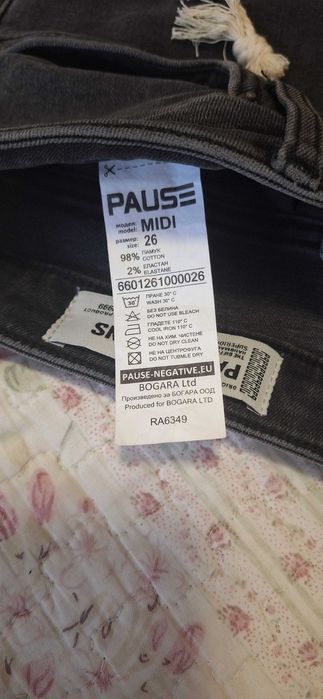 PAUSE
модел:
model: MIDI
размер:
size: 26
98% ПАМУК
COTTON
2% ЕЛАСТАН
ELASTANE
6601261000026
30 ПРАНЕ 30° C
WASH 30° C
БЕЗ БЕЛИНА
DO NOT USE BLEACH
ГЛАДЕТЕ 110° C
COOL IRON 110° C
НЕ НА ХИМ. ЧИСТЕНЕ
DO NOT DRY CLEAN
НЕ НА ЦЕНТРОФУГА
DO NOT TUMBLE DRY
PAUSE-NEGATIVE.EU
BOGARA Ltd
Произведено за БОГАРА ООД
Produced for BOGARA LTD
RA6349
PRODUCT